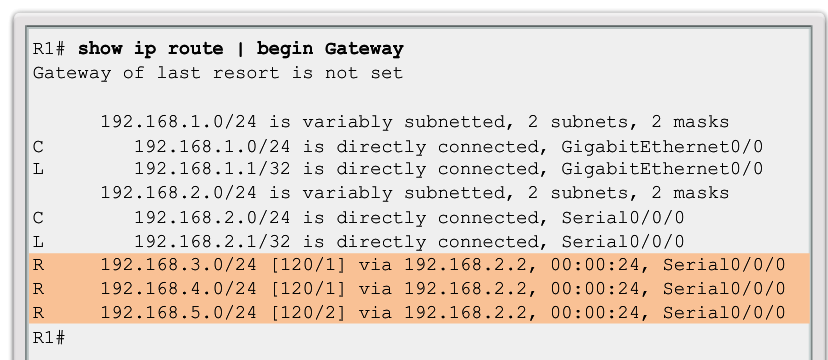 R1# show ip route | begin Gateway
Gateway of last resort is not set
192.168.1.0/24 is variably subnetted, 2 subnets, 2 masks
C 192.168.1.0/24 is directly connected, GigabitEthernet0/0
L 192.168.1.1/32 is directly connected, GigabitEthernet0/0
192.168.2.0/24 is variably subnetted, 2 subnets, 2 masks
C 192.168.2.0/24 is directly connected, Serial0/0/0
L 192.168.2.1/32 is directly connected, Serial0/0/0
R 192.168.3.0/24 [120/1] via 192.168.2.2, 00:00:24, Serial0/0/0
R 192.168.4.0/24 [120/1] via 192.168.2.2, 00:00:24, Serial0/0/0
R 192.168.5.0/24 [120/2] via 192.168.2.2, 00:00:24, Serial0/0/0
R1#